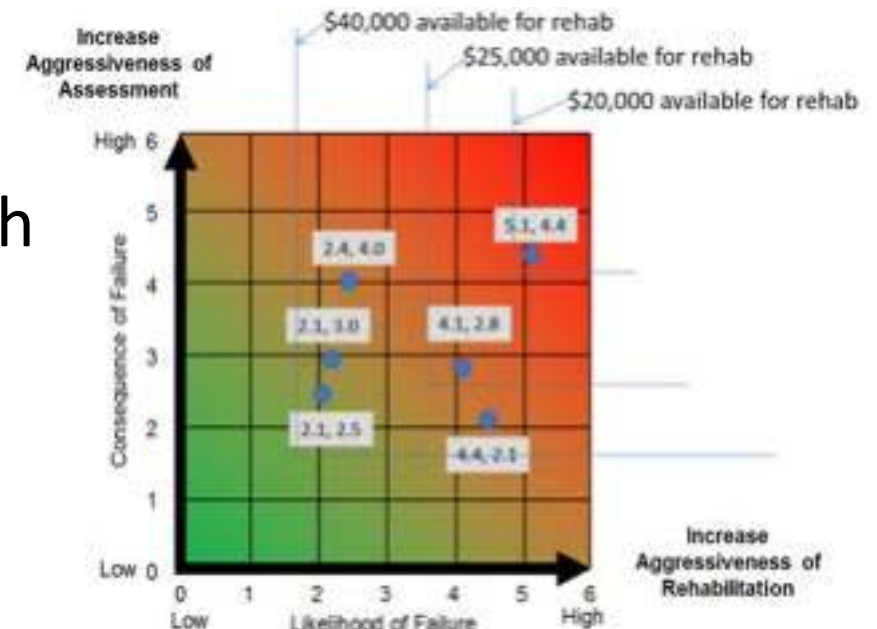 $40,000 available for rehab
$25,000 available for rehab
$20,000 available for rehab
Increase
Aggressiveness of
Assessment
h
High 6
5
4
3
2
1
Low 0
Consequence of Failure
5.1, 4.4
2.4, 4.0
2.1, 3.0
4.1, 2.8
2.1, 2.5
4.4, 2.1
0 1 2 3 4 5 6
Low Likelihood of Failure High
Increase
Aggressiveness of
Rehabilitation